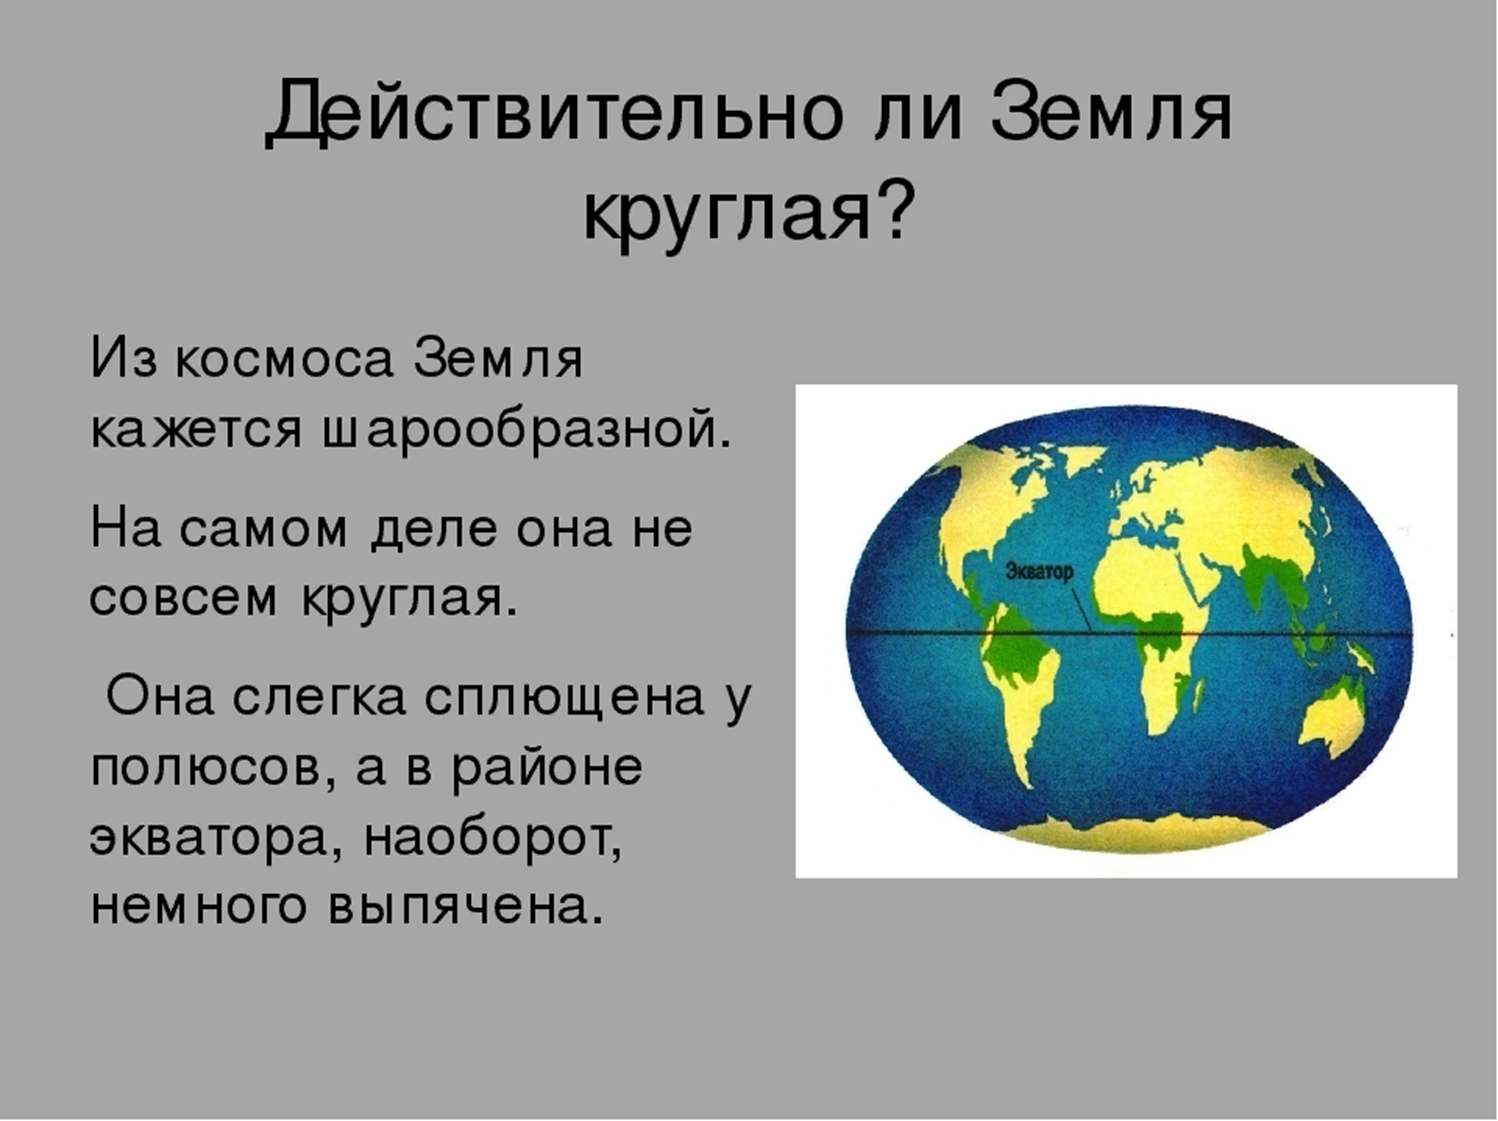 Действительно ли Земля
круглая?
Из космоса Земля
кажется шарообразной.
На самом деле она не
совсем круглая.
Она слегка сплющена у
полюсов, а в районе
экватора, наоборот,
немного выпячена.
Экватор